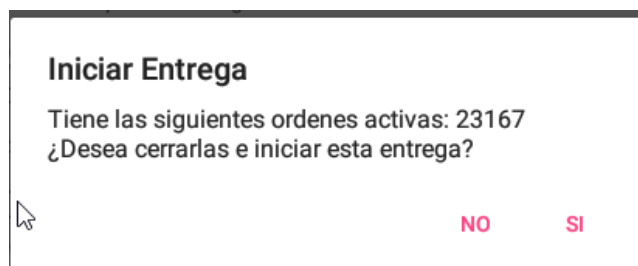 Iniciar Entrega
Tiene las siguientes ordenes activas: 23167
¿Desea cerrarlas e iniciar esta entrega?
NO SI